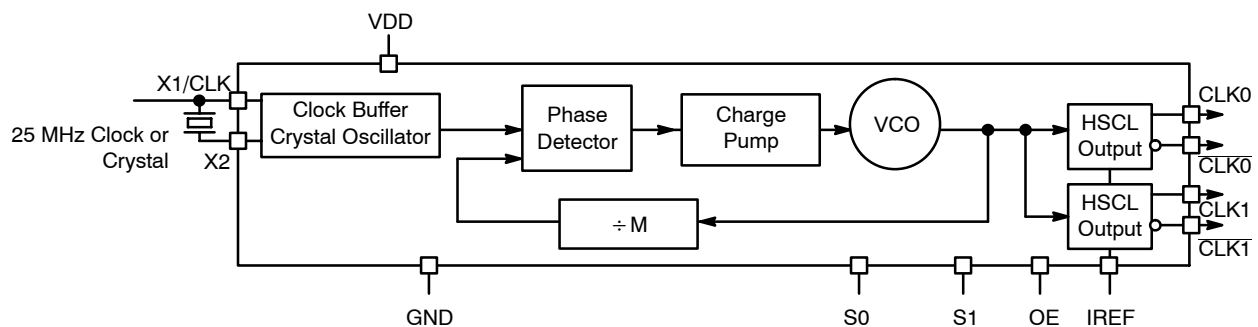 VDD
X1/CLK
25 MHz Clock or
Crystal
X2
Clock Buffer
Crystal Oscillator
Phase
Detector
Charge
Pump
VCO
÷ M
HSCL
Output
HSCL
Output
CLK0
CLK0
CLK1
CLK1
GND
S0
S1
OE
IREF